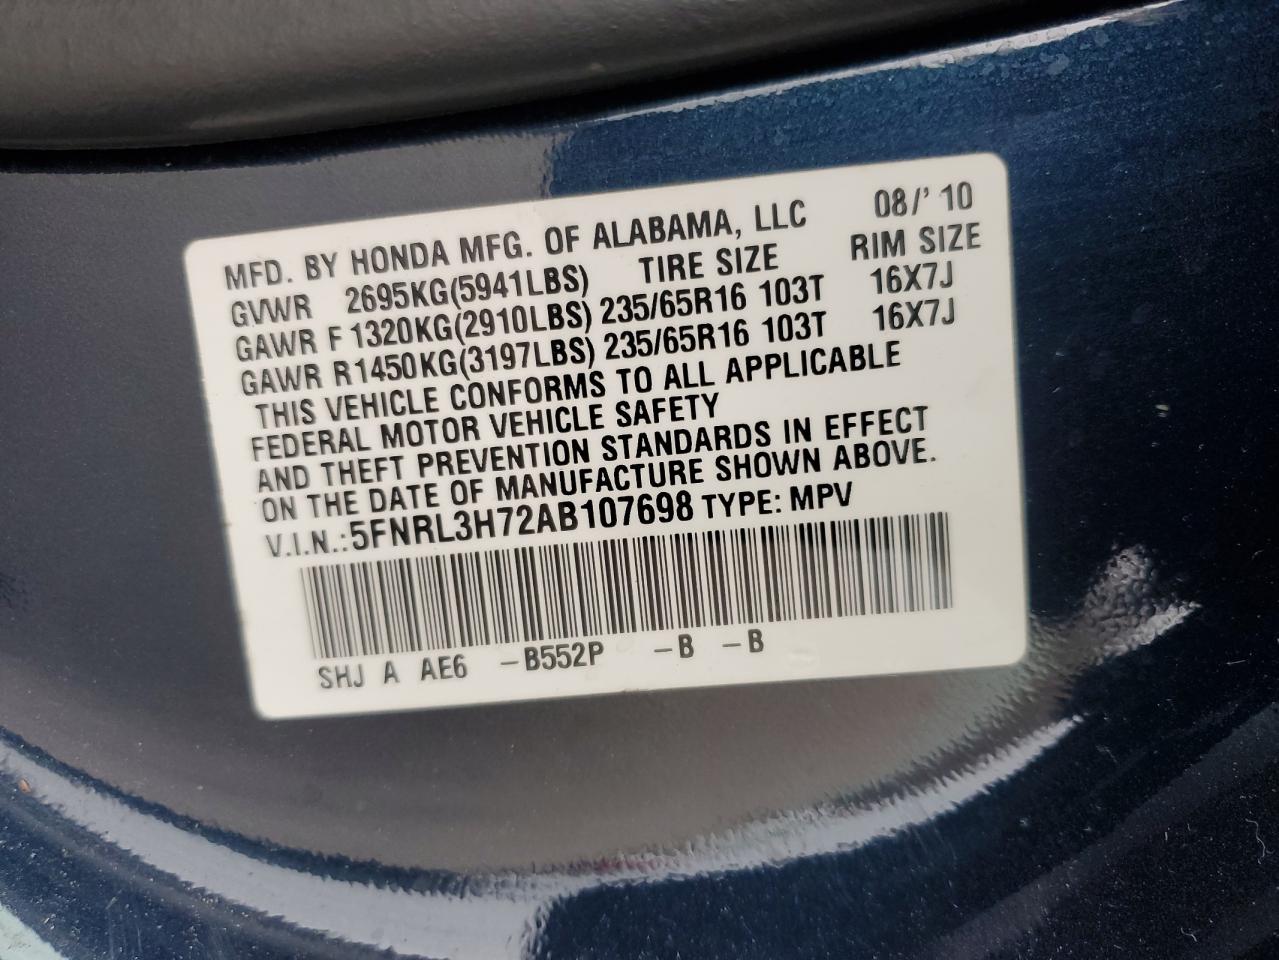 MFD. BY HONDA MFG. OF ALABAMA, LLC 08/' 10
GVWR 2695KG(5941LBS) TIRE SIZE RIM SIZE
GAWR F 1320KG(2910LBS) 235/65R16 103T 16X7J
GAWR R1450KG(3197LBS) 235/65R16 103T 16X7J
THIS VEHICLE CONFORMS TO ALL APPLICABLE
FEDERAL MOTOR VEHICLE SAFETY
AND THEFT PREVENTION STANDARDS IN EFFECT
ON THE DATE OF MANUFACTURE SHOWN ABOVE.
V.I.N.:5FNRL3H72AB107698 TYPE: MPV
SHJ A AE6 -B552P -B -B